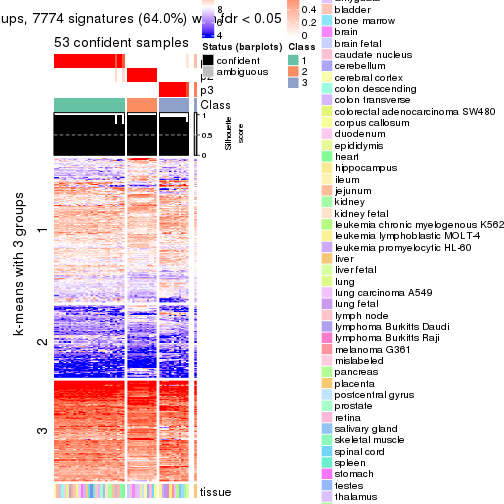 ups, 7774 signatures (64.0%) with fdr < 0.05
53 confident samples
p2
p3
Class
1
0.5
0
Silhouette
score
k-means with 3 groups
1
2
3
tissue
8
6
0.4
0.2
0
Status (barplots)
confident
ambiguous
Class
1
2
3
bladder
bone marrow
brain
brain fetal
caudate nucleus
cerebellum
cerebral cortex
colon descending
colon transverse
colorectal adenocarcinoma SW480
corpus callosum
duodenum
epididymis
heart
hippocampus
ileum
jejunum
kidney
kidney fetal
leukemia chronic myelogenous K562
leukemia lymphoblastic MOLT-4
leukemia promyelocytic HL-60
liver
liver fetal
lung
lung carcinoma A549
lung fetal
lymph node
lymphoma Burkitts Daudi
lymphoma Burkitts Raji
melanoma G361
mislabeled
pancreas
placenta
postcentral gyrus
prostate
retina
salivary gland
skeletal muscle
spinal cord
spleen
stomach
testes
thalamus